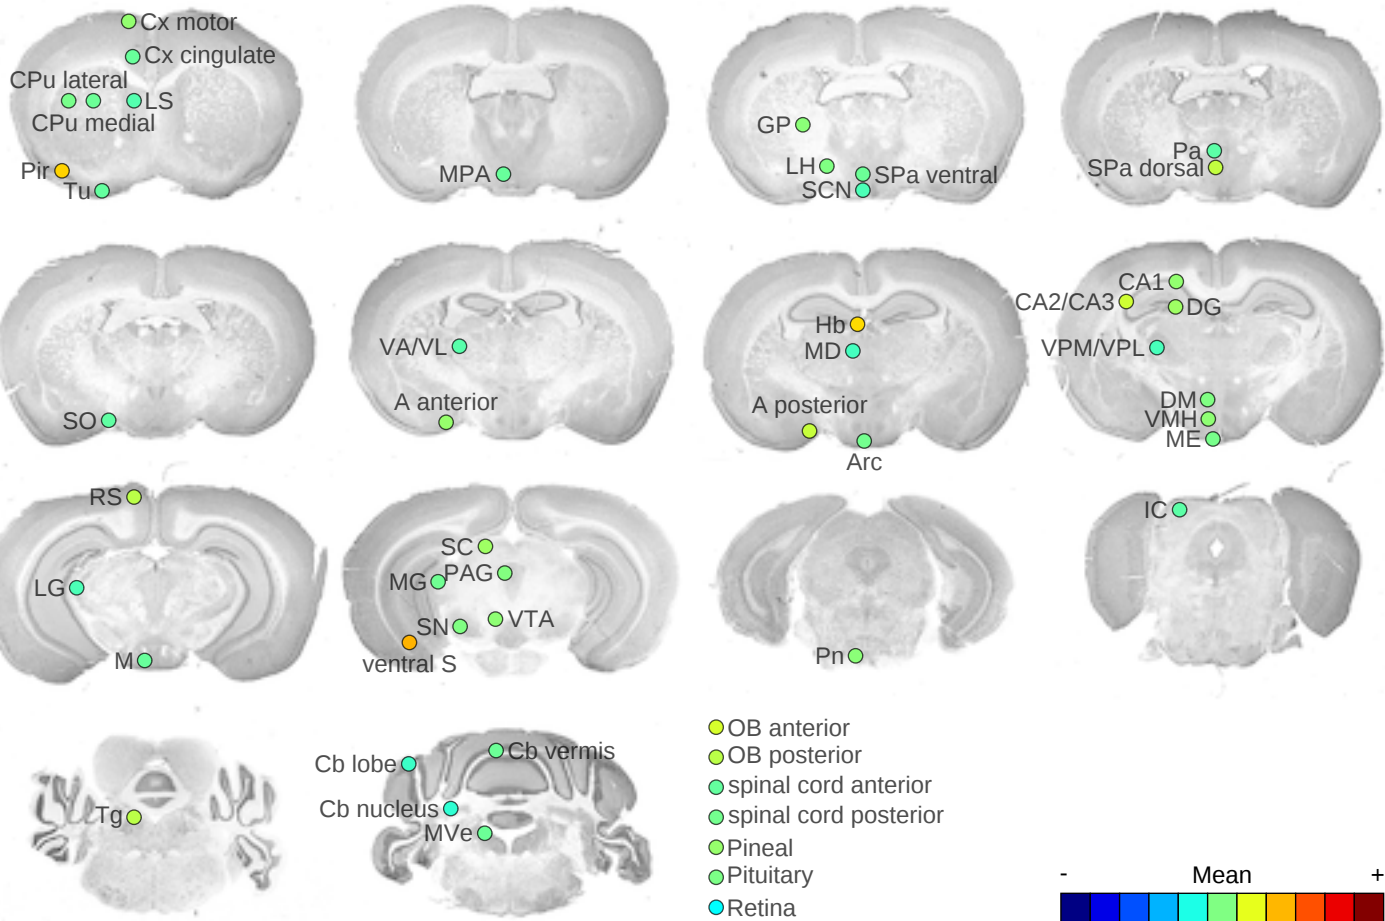 Cx motor
Cx cingulate
CPu lateral
LS
CPu medial
Pir
Tu
MPA
GP
LH
SPa ventral
SCN
Pa
SPa dorsal
SO
VA/VL
A anterior
Hb
MD
A posterior
Arc
CA1
CA2/CA3
DG
VPM/VPL
DM
VMH
ME
RS
LG
M
SC
MG
PAG
SN
VTA
ventral S
Pn
IC
Tg
Cb lobe
Cb vermis
Cb nucleus
MVe
OB anterior
OB posterior
spinal cord anterior
spinal cord posterior
Pineal
Pituitary
Retina
- Mean +